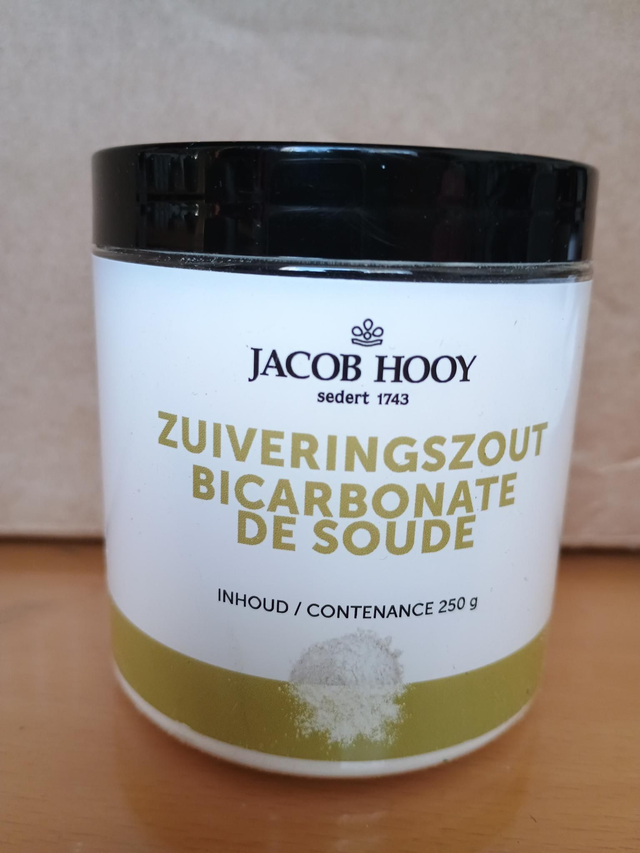 JACOB HOOY
sedert 1743
ZUIVERINGSZOUT
BICARBONATE
DE SOUDE
INHOUD / CONTENANCE 250 g